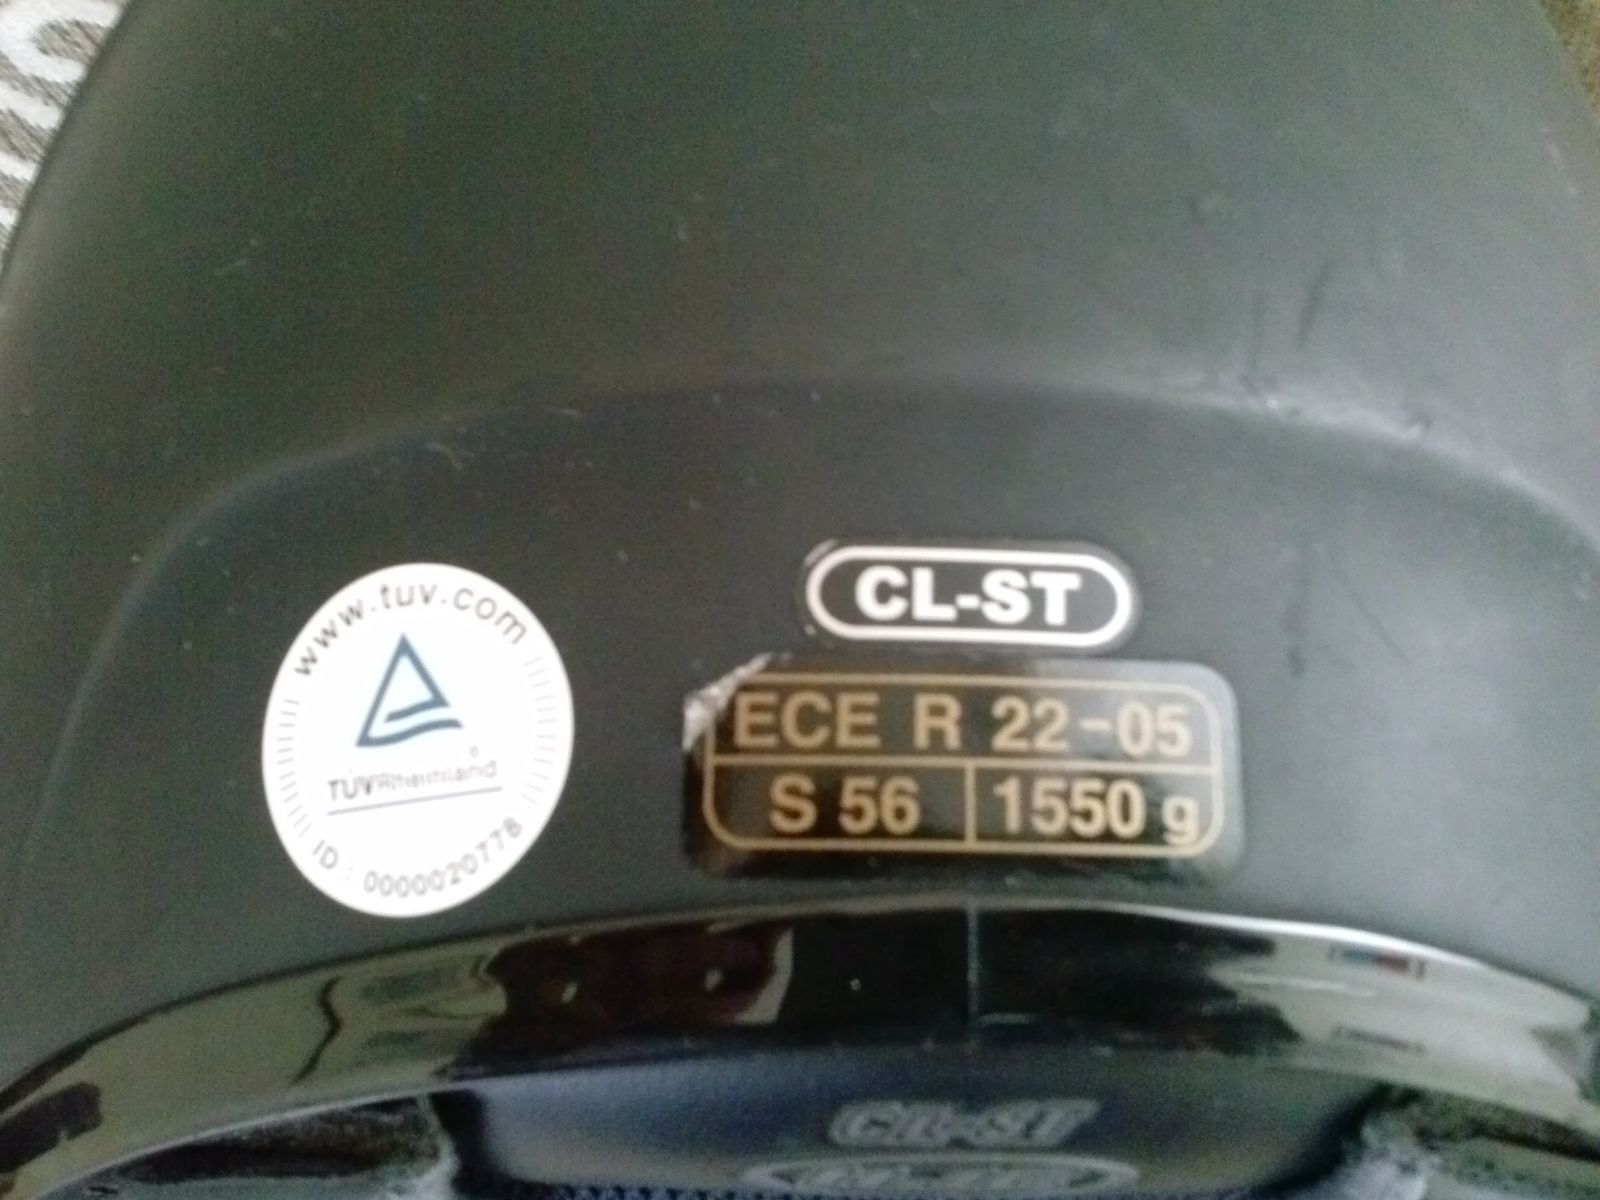 www.tuv.com
TÜVRheinland
®
ID: 0000020778
CL-ST
ECE R 22-05
S 56
1550 g
CL-ST